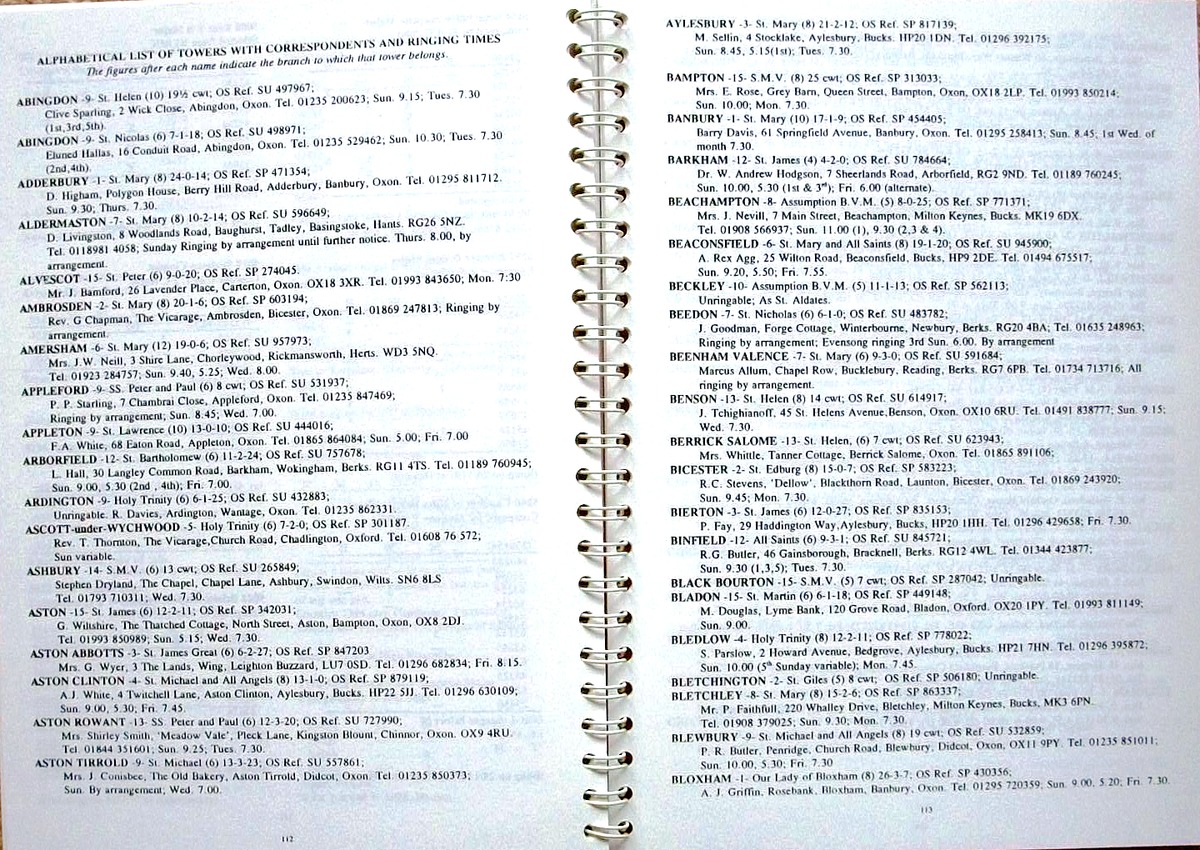 ALPHABETICAL LIST OF TOWERS WITH CORRESPONDENTS AND RINGING TIMES
The figures after each name indicate the branch to which that tower belongs.
ABINGDON -9- St. Helen (10) 19½ cwt; OS Ref. SU 497967;
Clive Sparling, 2 Wick Close, Abingdon, Oxon. Tel. 01235 200623; Sun. 9.15; Tues. 7.30
(1st,3rd,5th).
ABINGDON -9- St. Nicolas (6) 7-1-18; OS Ref. SU 498971;
Eluned Hallas, 16 Conduit Road, Abingdon, Oxon. Tel. 01235 529462; Sun. 10.30; Tues. 7.30
(2nd,4th).
ADDERBURY -1- St. Mary (8) 24-0-14; OS Ref. SP 471354;
D. Higham, Polygon House, Berry Hill Road, Adderbury, Banbury, Oxon. Tel. 01295 811712.
Sun. 9.30; Thurs. 7.30.
ALDERMASTON -7- St. Mary (8) 10-2-14; OS Ref. SU 596649;
D. Livingston, 8 Woodlands Road, Baughurst, Tadley, Basingstoke, Hants. RG26 5NZ.
Tel. 0118981 4058; Sunday Ringing by arrangement until further notice. Thurs. 8.00, by
arrangement.
ALVESCOT -15- St. Peter (6) 9-0-20; OS Ref. SP 274045.
Mr. J. Bamford, 26 Lavender Place, Carterton, Oxon. OX18 3XR. Tel. 01993 843650; Mon. 7:30
AMBROSDEN -2- St. Mary (8) 20-1-6; OS Ref. SP 603194;
Rev. G Chapman, The Vicarage, Ambrosden, Bicester, Oxon. Tel. 01869 247813; Ringing by
arrangement.
AMERSHAM -6- St. Mary (12) 19-0-6; OS Ref. SU 957973;
Mrs. J.W. Neill, 3 Shire Lane, Chorleywood, Rickmansworth, Herts. WD3 5NQ.
Tel. 01923 284757; Sun. 9.40, 5.25; Wed. 8.00.
APPLEFORD -9- SS. Peter and Paul (6) 8 cwt; OS Ref. SU 531937;
P. P. Starling, 7 Chambrai Close, Appleford, Oxon. Tel. 01235 847469;
Ringing by arrangement; Sun. 8.45; Wed. 7.00.
APPLETON -9- St. Lawrence (10) 13-0-10; OS Ref. SU 444016;
F.A. White, 68 Eaton Road, Appleton, Oxon. Tel. 01865 864084; Sun. 5.00; Fri. 7.00
ARBORFIELD -12- St. Bartholomew (6) 11-2-24; OS Ref. SU 757678;
L. Hall, 30 Langley Common Road, Barkham, Wokingham, Berks. RG11 4TS. Tel. 01189 760945;
Sun. 9.00, 5.30 (2nd , 4th); Fri. 7.00.
ARDINGTON -9- Holy Trinity (6) 6-1-25; OS Ref. SU 432883;
Unringable. R. Davies, Ardington, Wantage, Oxon. Tel. 01235 862331.
ASCOTT-under-WYCHWOOD -5- Holy Trinity (6) 7-2-0; OS Ref. SP 301187.
Rev. T. Thornton, The Vicarage,Church Road, Chadlington, Oxford. Tel. 01608 76 572;
Sun variable.
ASHBURY -14- S.M.V. (6) 13 cwt; OS Ref. SU 265849;
Stephen Dryland, The Chapel, Chapel Lane, Ashbury, Swindon, Wilts. SN6 8LS
Tel. 01793 710311; Wed. 7.30.
ASTON -15- St. James (6) 12-2-11; OS Ref. SP 342031;
G. Wiltshire, The Thatched Cottage, North Street, Aston, Bampton, Oxon, OX8 2DJ.
Tel. 01993 850989; Sun. 5.15; Wed. 7.30.
ASTON ABBOTTS -3- St. James Great (6) 6-2-27; OS Ref. SP 847203
Mrs. G. Wyer, 3 The Lands, Wing, Leighton Buzzard, LU7 0SD. Tel. 01296 682834; Fri. 8.15.
ASTON CLINTON -4- St. Michael and All Angels (8) 13-1-0; OS Ref. SP 879119;
A.J. White, 4 Twitchell Lane, Aston Clinton, Aylesbury, Bucks. HP22 5JJ. Tel. 01296 630109;
Sun. 9.00, 5.30; Fri. 7.45.
ASTON ROWANT -13- SS. Peter and Paul (6) 12-3-20; OS Ref. SU 727990;
Mrs. Shirley Smith, 'Meadow Vale', Pleck Lane, Kingston Blount, Chinnor, Oxon. OX9 4RU.
Tel. 01844 351601; Sun. 9.25; Tues. 7.30.
ASTON TIRROLD -9- St. Michael (6) 13-3-23; OS Ref. SU 557861;
Mrs. J. Conisbee, The Old Bakery, Aston Tirrold, Didcot, Oxon. Tel. 01235 850373;
Sun. By arrangement; Wed. 7.00.
112
AYLESBURY -3- St. Mary (8) 21-2-12; OS Ref. SP 817139;
M. Sellin, 4 Stocklake, Aylesbury, Bucks. HP20 1DN. Tel. 01296 392175;
Sun. 8.45, 5.15(1st); Tues. 7.30.
BAMPTON -15- S.M.V. (8) 25 cwt; OS Ref. SP 313033;
Mrs. E. Rose, Grey Barn, Queen Street, Bampton, Oxon, OX18 2LP. Tel. 01993 850214;
Sun. 10.00; Mon. 7.30.
BANBURY -1- St. Mary (10) 17-1-9; OS Ref. SP 454405;
Barry Davis, 61 Springfield Avenue, Banbury, Oxon. Tel. 01295 258413; Sun. 8.45; 1st Wed. of
month 7.30.
BARKHAM -12- St. James (4) 4-2-0; OS Ref. SU 784664;
Dr. W. Andrew Hodgson, 7 Sheerlands Road, Arborfield, RG2 9ND. Tel. 01189 760245;
Sun. 10.00, 5.30 (1st & 3rd); Fri. 6.00 (alternate).
BEACHAMPTON -8- Assumption B.V.M. (5) 8-0-25; OS Ref. SP 771371;
Mrs. J. Nevill, 7 Main Street, Beachampton, Milton Keynes, Bucks. MK19 6DX.
Tel. 01908 566937; Sun. 11.00 (1), 9.30 (2,3 & 4).
BEACONSFIELD -6- St. Mary and All Saints (8) 19-1-20; OS Ref. SU 945900;
A. Rex Agg, 25 Wilton Road, Beaconsfield, Bucks, HP9 2DE. Tel. 01494 675517;
Sun. 9.20, 5.50; Fri. 7.55.
BECKLEY -10- Assumption B.V.M. (5) 11-1-13; OS Ref. SP 562113;
Unringable; As St. Aldates.
BEEDON -7- St. Nicholas (6) 6-1-0; OS Ref. SU 483782;
J. Goodman, Forge Cottage, Winterbourne, Newbury, Berks. RG20 4BA; Tel. 01635 248963;
Ringing by arrangement; Evensong ringing 3rd Sun. 6.00. By arrangement
BEENHAM VALENCE -7- St. Mary (6) 9-3-0; OS Ref. SU 591684;
Marcus Allum, Chapel Row, Bucklebury, Reading, Berks. RG7 6PB. Tel. 01734 713716; All
ringing by arrangement.
BENSON -13- St. Helen (8) 14 cwt; OS Ref. SU 614917;
J. Tchighianoff, 45 St. Helens Avenue,Benson, Oxon. OX10 6RU. Tel. 01491 838777; Sun. 9.15;
Wed. 7.30.
BERRICK SALOME -13- St. Helen, (6) 7 cwt; OS Ref. SU 623943;
Mrs. Whittle, Tanner Cottage, Berrick Salome, Oxon. Tel. 01865 891106;
BICESTER -2- St. Edburg (8) 15-0-7; OS Ref. SP 583223;
R.C. Stevens, 'Dellow', Blackthorn Road, Launton, Bicester, Oxon. Tel. 01869 243920;
Sun. 9.45; Mon. 7.30.
BIERTON -3- St. James (6) 12-0-27; OS Ref. SP 835153;
P. Fay, 29 Haddington Way,Aylesbury, Bucks, HP20 1HH. Tel. 01296 429658; Fri. 7.30.
BINFIELD -12- All Saints (6) 9-3-1; OS Ref. SU 845721;
R.G. Butler, 46 Gainsborough, Bracknell, Berks. RG12 4WL. Tel. 01344 423877;
Sun. 9.30 (1,3,5); Tues. 7.30.
BLACK BOURTON -15- S.M.V. (5) 7 cwt; OS Ref. SP 287042; Unringable.
BLADON -15- St. Martin (6) 6-1-18; OS Ref. SP 449148;
M. Douglas, Lyme Bank, 120 Grove Road, Bladon, Oxford. OX20 1PY. Tel. 01993 811149;
Sun. 9.00.
BLEDLOW -4- Holy Trinity (8) 12-2-11; OS Ref. SP 778022;
S. Parslow, 2 Howard Avenue, Bedgrove, Aylesbury, Bucks. HP21 7HN. Tel. 01296 395872;
Sun. 10.00 (5th Sunday variable); Mon. 7.45.
BLETCHINGTON -2- St. Giles (5) 8 cwt; OS Ref. SP 506180; Unringable.
BLETCHLEY -8- St. Mary (8) 15-2-6; OS Ref. SP 863337;
Mr. P. Faithfull, 220 Whalley Drive, Bletchley, Milton Keynes, Bucks, MK3 6PN.
Tel. 01908 379025; Sun. 9.30; Mon. 7.30.
BLEWBURY -9- St. Michael and All Angels (8) 19 cwt; OS Ref. SU 532859;
P. R. Butler, Penridge, Church Road, Blewbury, Didcot, Oxon, OX11 9PY. Tel. 01235 851011;
Sun. 10.00, 5.30; Fri. 7.30
BLOXHAM -1- Our Lady of Bloxham (8) 26-3-7; OS Ref. SP 430356;
A. J. Griffin, Rosebank, Bloxham, Banbury, Oxon. Tel. 01295 720359; Sun. 9.00, 5.20; Fri. 7.30.
113